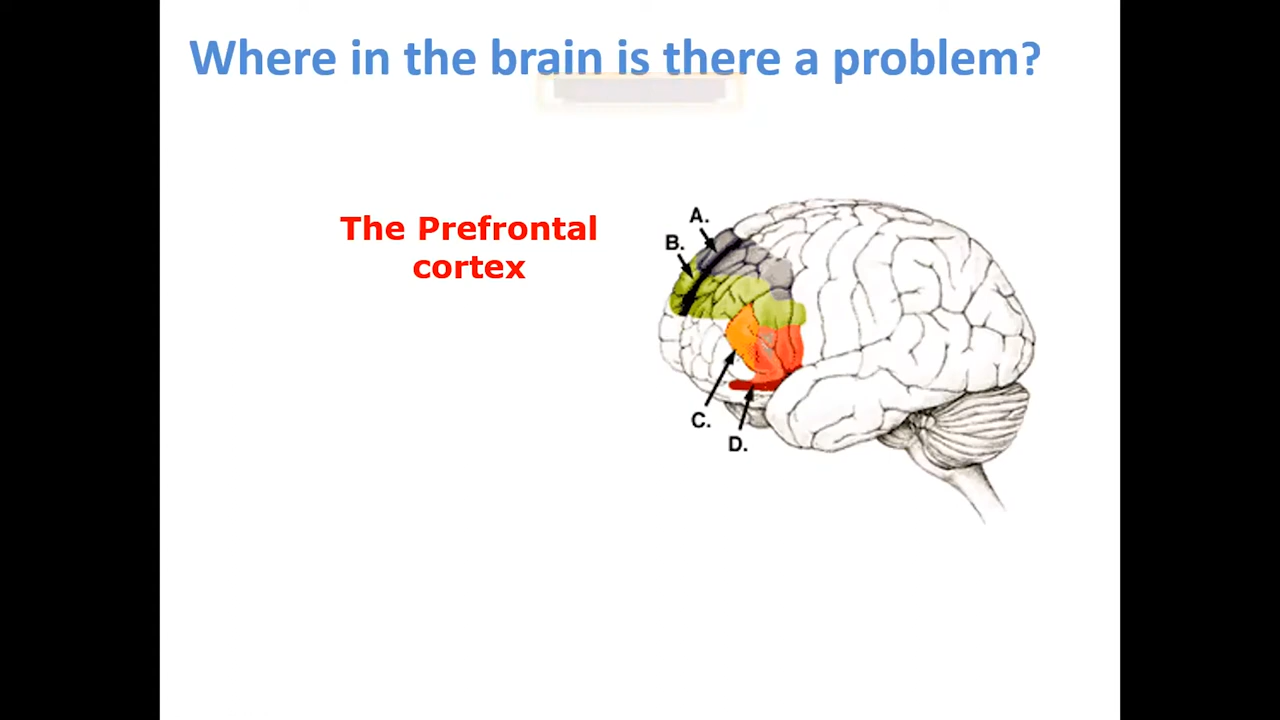 Where in the brain is there a problem?
The Prefrontal
cortex
A.
B.
C.
D.